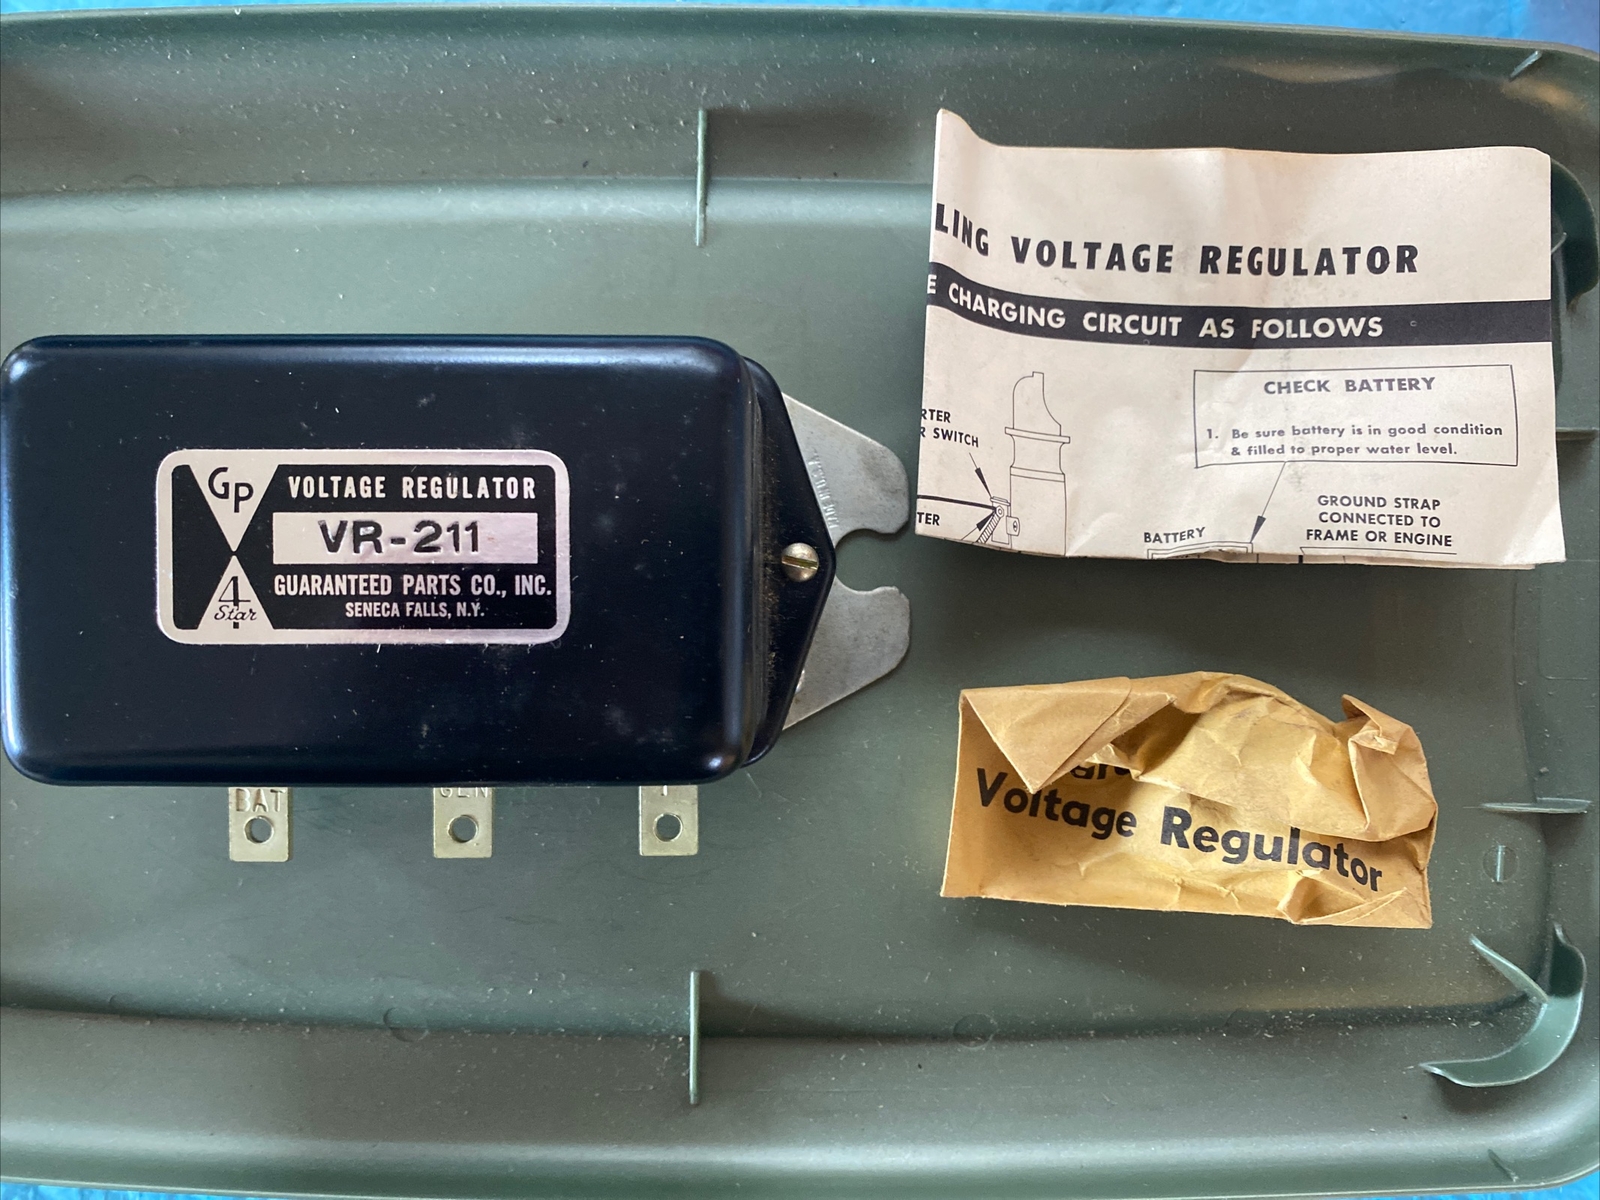 GP
VOLTAGE REGULATOR
VR-211
4
Star
GUARANTEED PARTS CO., INC.
SENECA FALLS, N.Y.
BAT
GEN
LING VOLTAGE REGULATOR
E CHARGING CIRCUIT AS FOLLOWS
CHECK BATTERY
1. Be sure battery is in good condition
& filled to proper water level.
RTER
R SWITCH
TER
BATTERY
GROUND STRAP
CONNECTED TO
FRAME OR ENGINE
Voltage Regulator